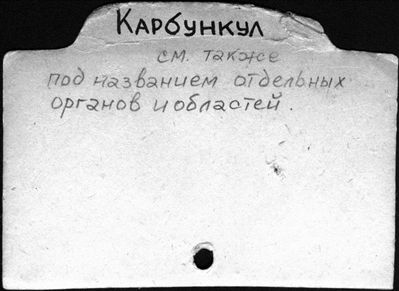 Карбункул
см. также
под названием отдельных
органов и областей.